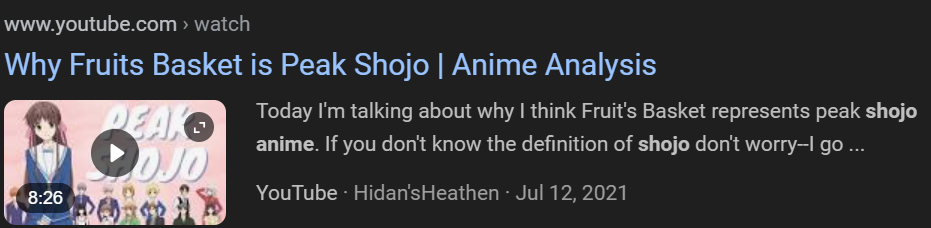 www.youtube.com › watch
Why Fruits Basket is Peak Shojo | Anime Analysis
PEAK
SHOJO
8:26
Today I'm talking about why I think Fruit's Basket represents peak shojo
anime. If you don't know the definition of shojo don't worry--I go ...
YouTube · Hidan'sHeathen · Jul 12, 2021